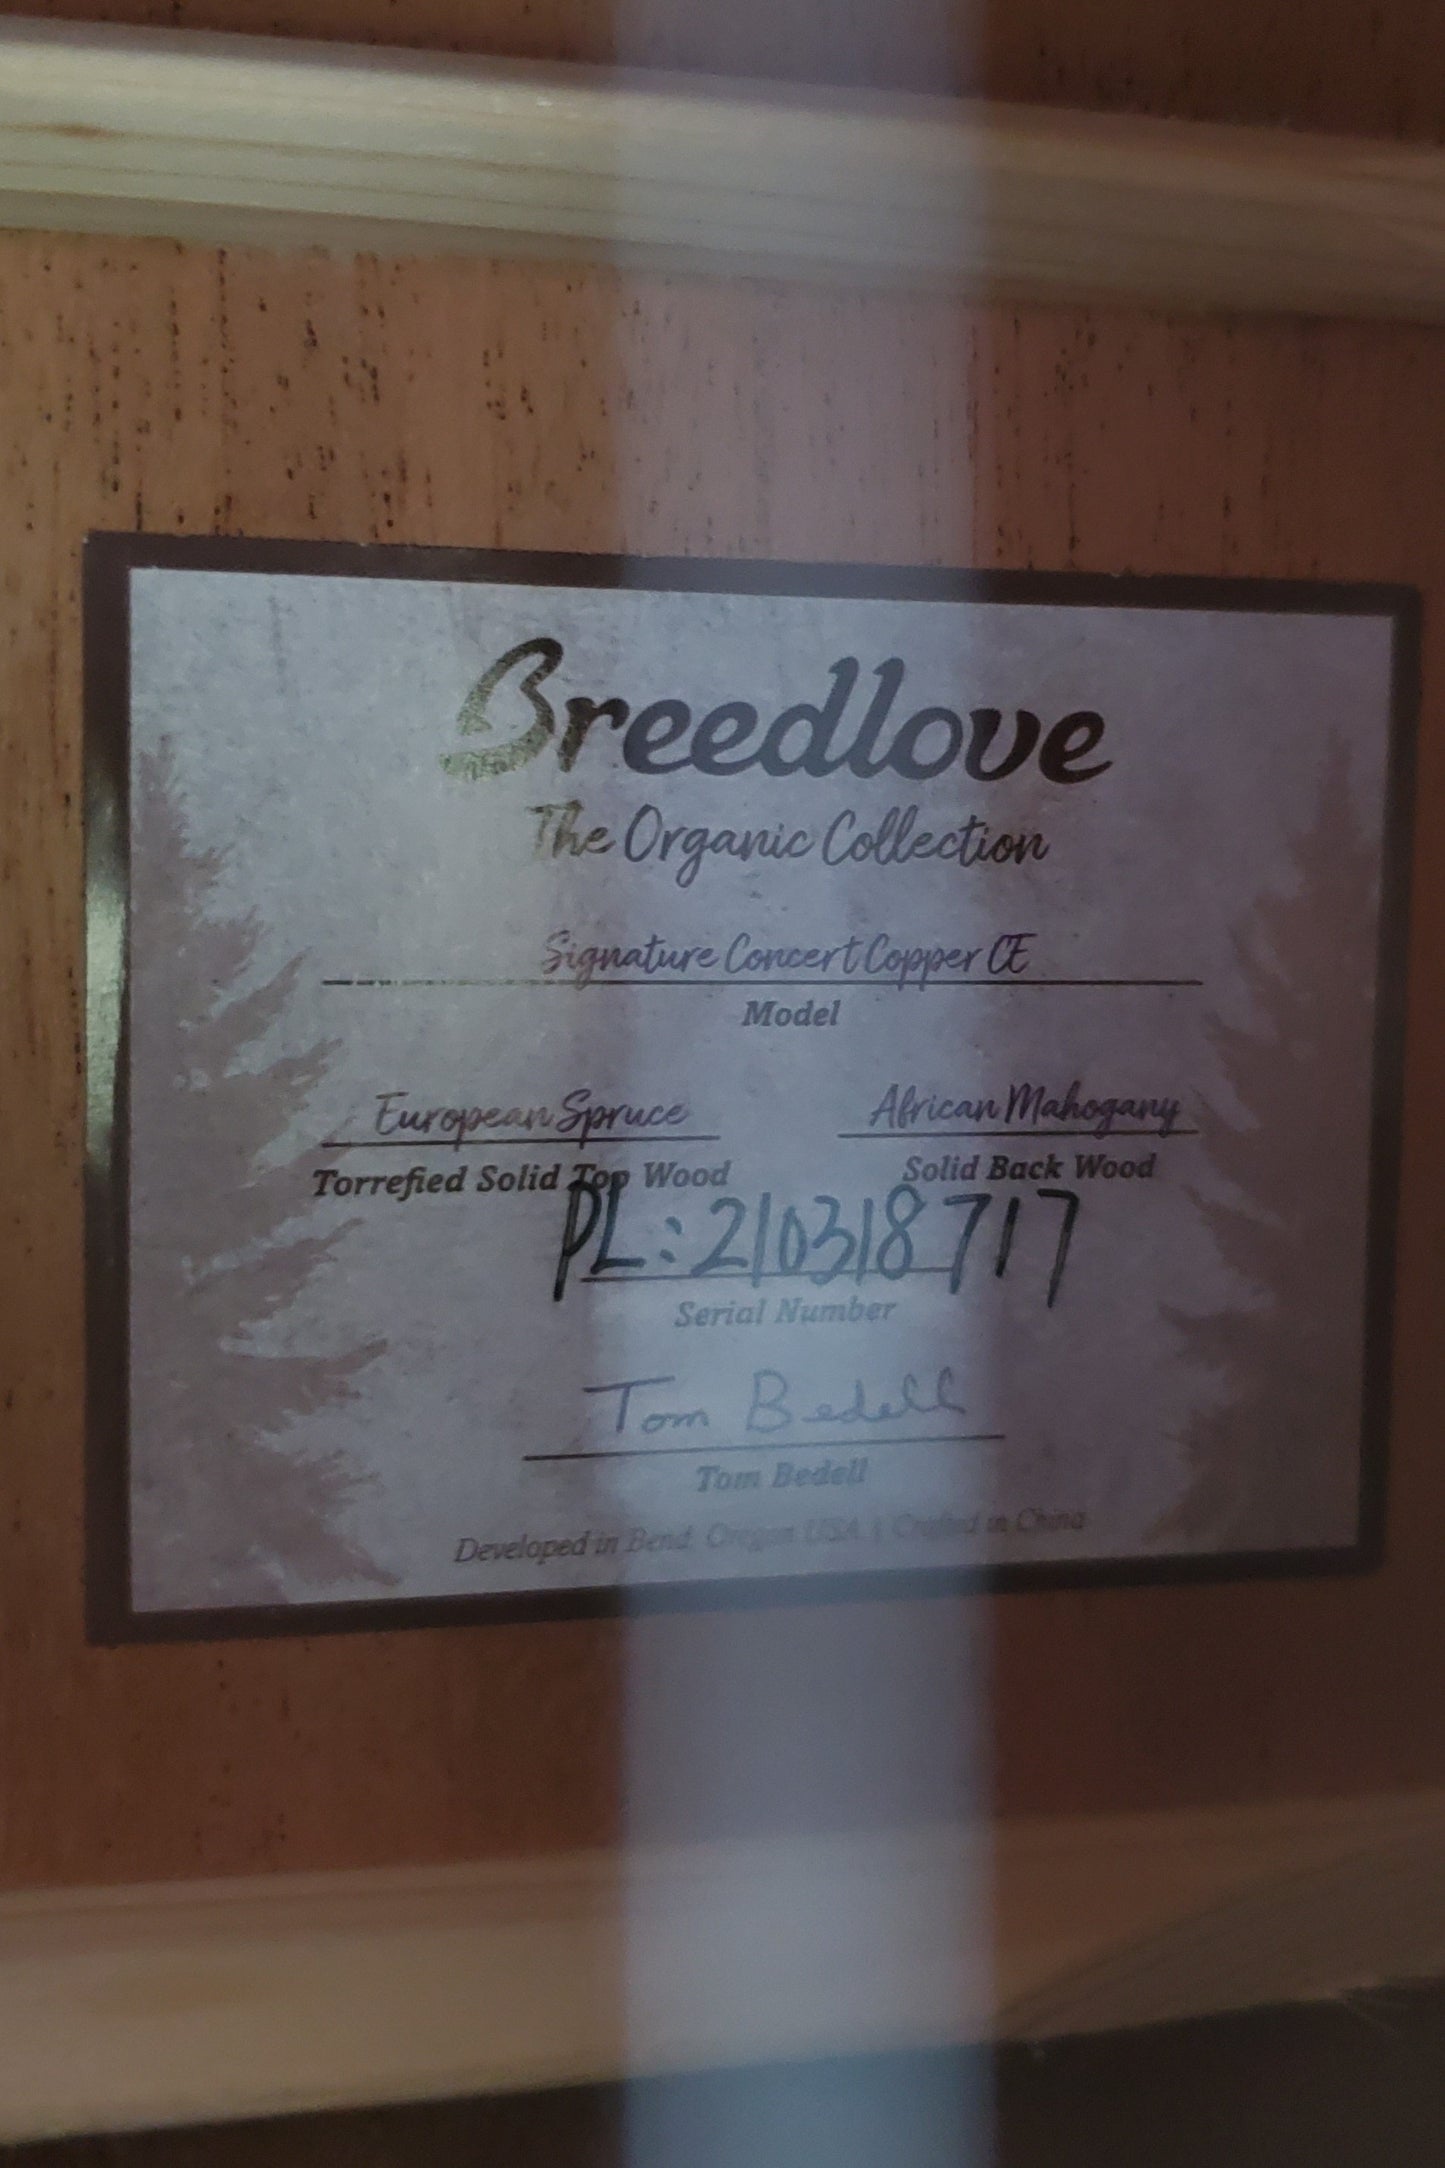 Breedlove
The Organic Collection
Signature Concert Copper CE
Model
European Spruce African Mahogany
Torrefied Solid Top Wood Solid Back Wood
PL: 210318717
Serial Number
Tom Bedell
Tom Bedell
Developed in Bend, Oregon USA | Crafted in China